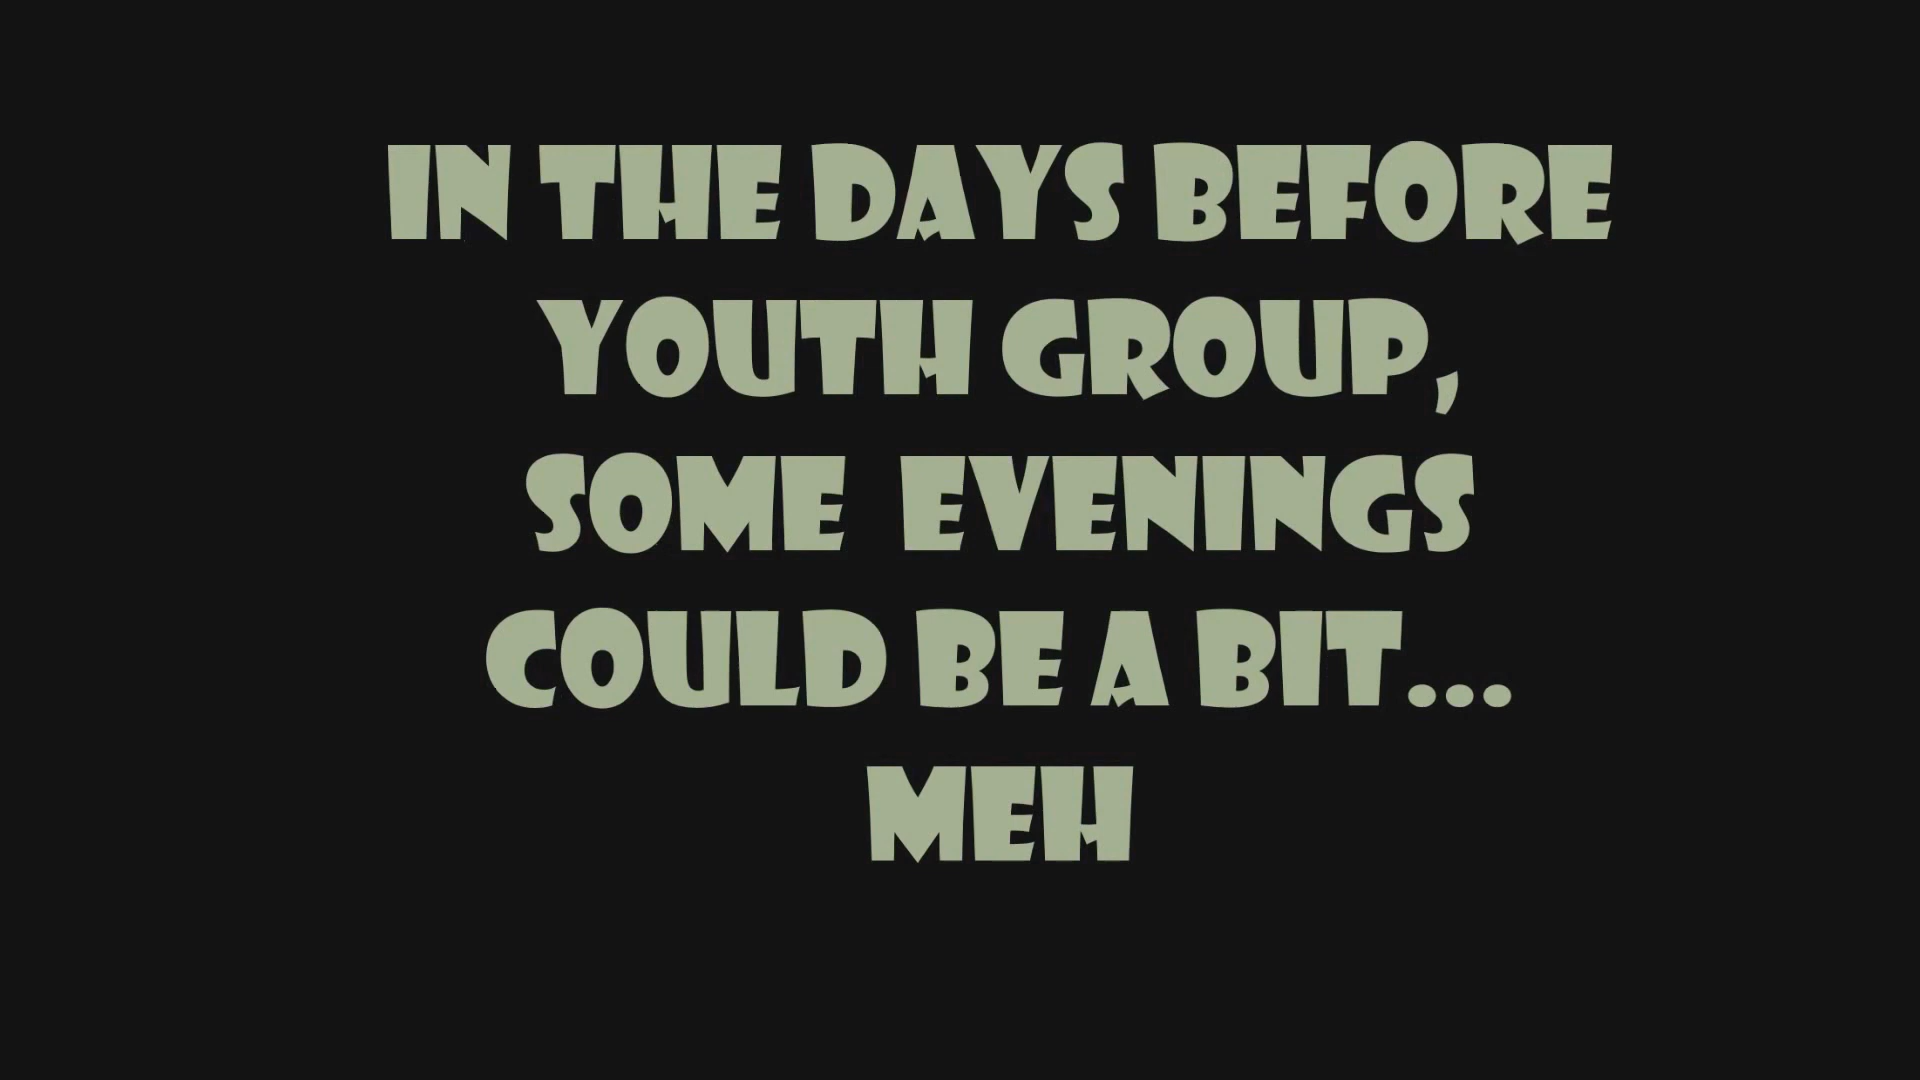 IN THE DAYS BEFORE
YOUTH GROUP,
SOME EVENINGS
COULD BE A BIT...
MEH